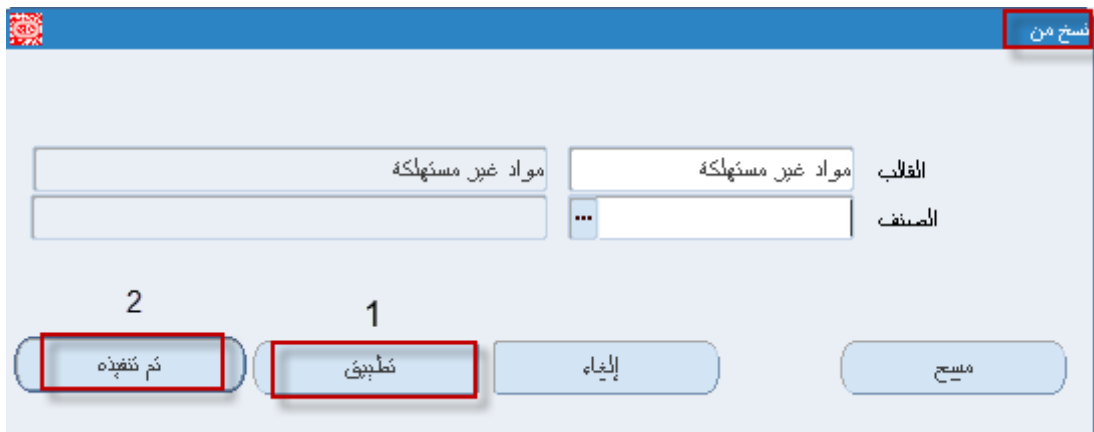 نسخ من
القالب مواد غير مستهلكة مواد غير مستهلكة
الصنف ...
1 2
مسح إلغاء تطبيق تم تنفيذه